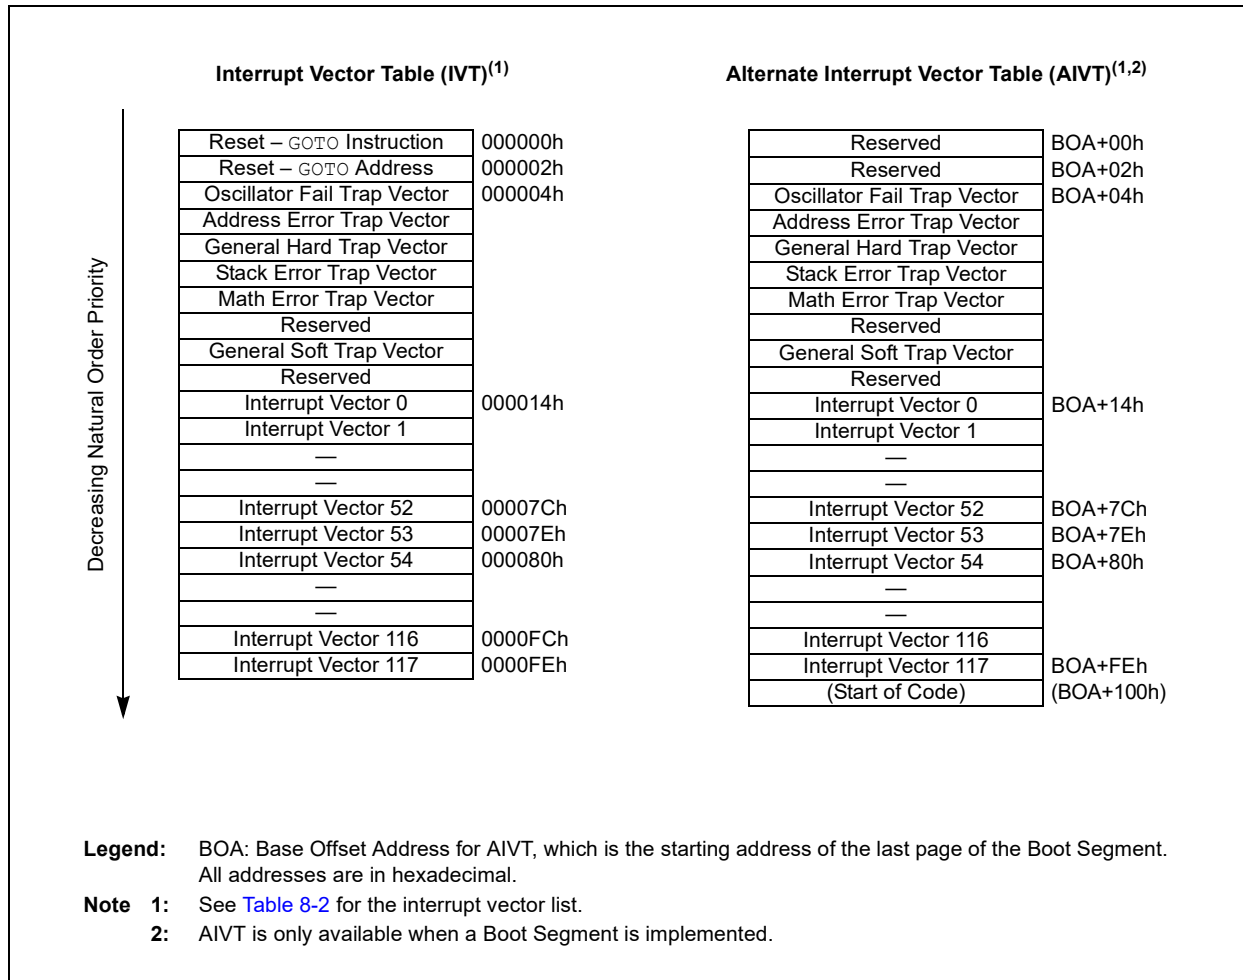 Interrupt Vector Table (IVT)(1)
Alternate Interrupt Vector Table (AIVT)(1,2)
Decreasing Natural Order Priority
Reset – GOTO Instruction 000000h
Reset – GOTO Address 000002h
Oscillator Fail Trap Vector 000004h
Address Error Trap Vector
General Hard Trap Vector
Stack Error Trap Vector
Math Error Trap Vector
Reserved
General Soft Trap Vector
Reserved
Interrupt Vector 0 000014h
Interrupt Vector 1
—
—
Interrupt Vector 52 00007Ch
Interrupt Vector 53 00007Eh
Interrupt Vector 54 000080h
—
—
Interrupt Vector 116 0000FCh
Interrupt Vector 117 0000FEh
Reserved BOA+00h
Reserved BOA+02h
Oscillator Fail Trap Vector BOA+04h
Address Error Trap Vector
General Hard Trap Vector
Stack Error Trap Vector
Math Error Trap Vector
Reserved
General Soft Trap Vector
Reserved
Interrupt Vector 0 BOA+14h
Interrupt Vector 1
—
—
Interrupt Vector 52 BOA+7Ch
Interrupt Vector 53 BOA+7Eh
Interrupt Vector 54 BOA+80h
—
—
Interrupt Vector 116
Interrupt Vector 117 BOA+FEh
(Start of Code) (BOA+100h)
Legend: BOA: Base Offset Address for AIVT, which is the starting address of the last page of the Boot Segment.
All addresses are in hexadecimal.
Note 1: See Table 8-2 for the interrupt vector list.
2: AIVT is only available when a Boot Segment is implemented.